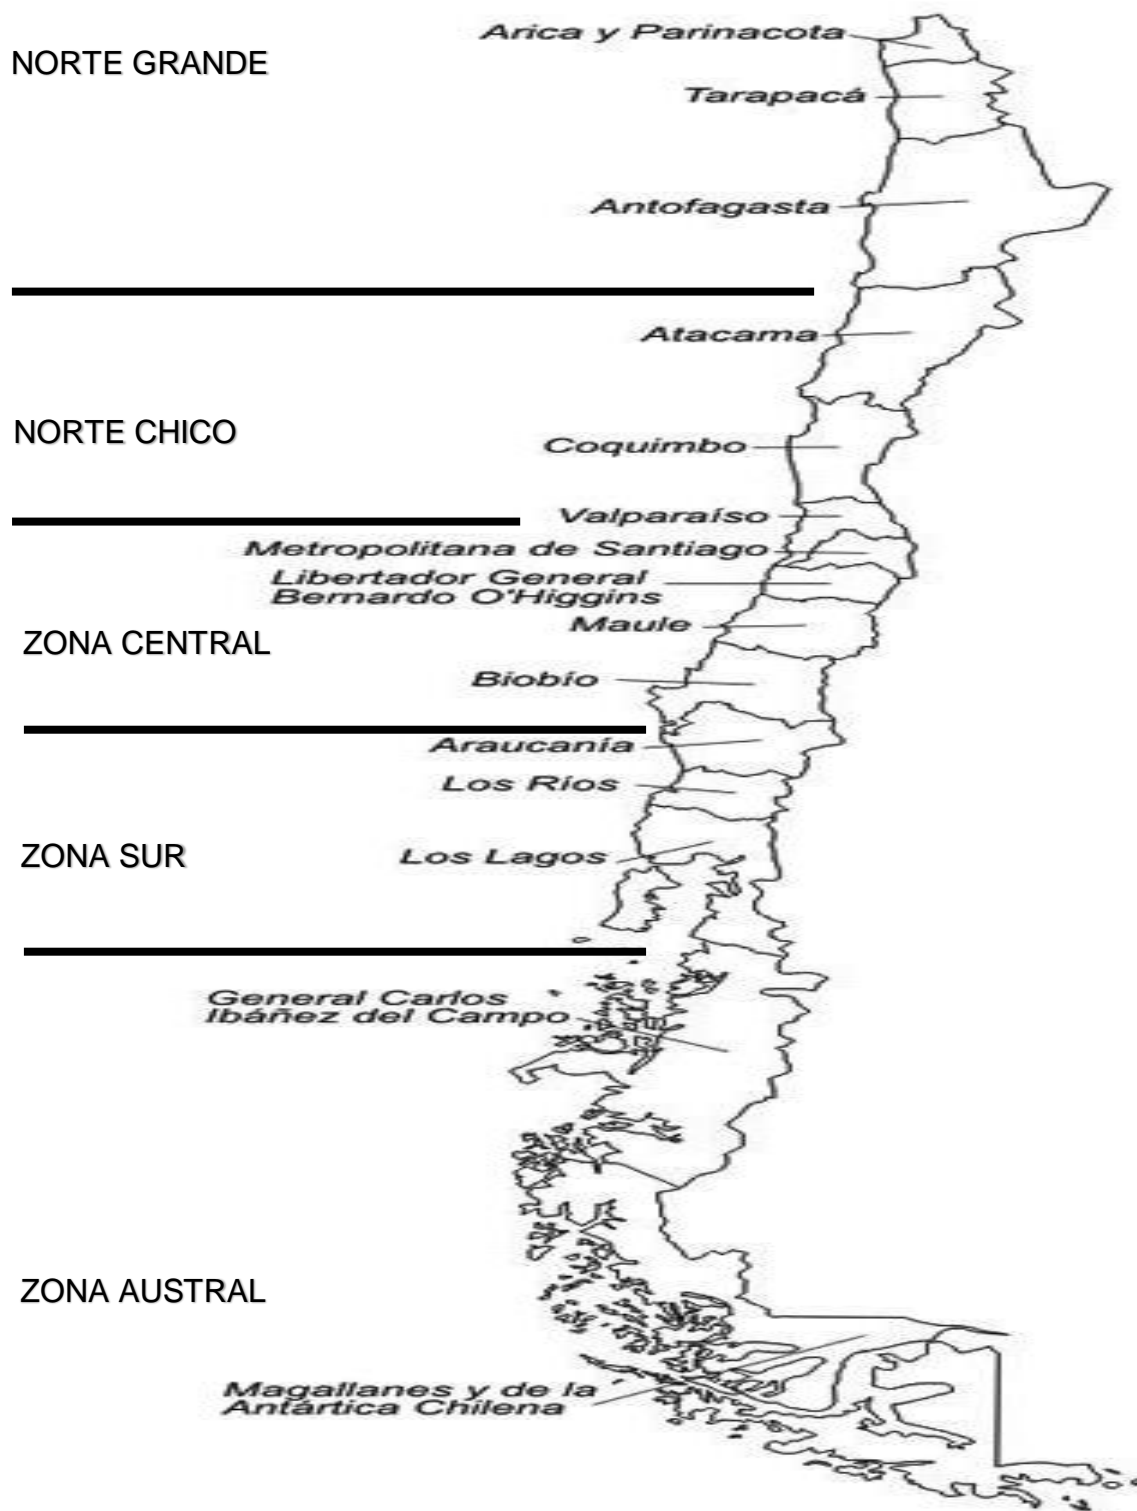 NORTE GRANDE
Arica y Parinacota
Tarapacá
Antofagasta
NORTE CHICO
Atacama
Coquimbo
ZONA CENTRAL
Valparaíso
Metropolitana de Santiago
Libertador General
Bernardo O'Higgins
Maule
Biobío
ZONA SUR
Araucanía
Los Ríos
Los Lagos
ZONA AUSTRAL
General Carlos
Ibáñez del Campo
Magallanes y de la
Antártica Chilena